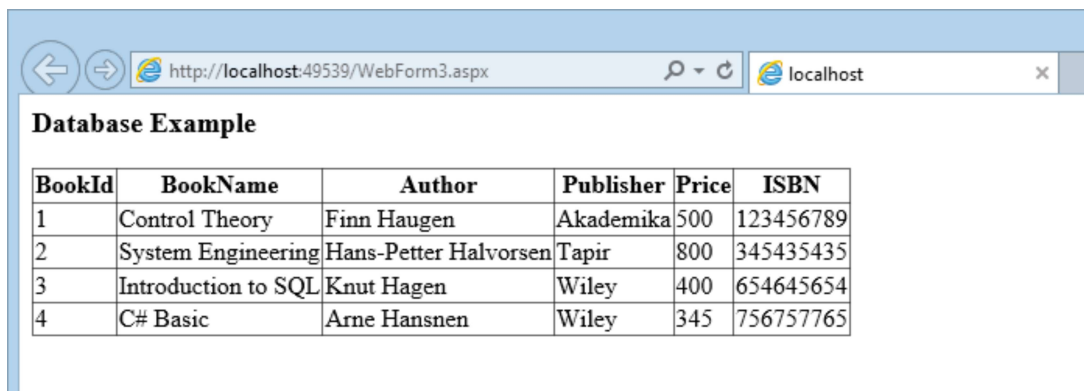 http://localhost:49539/WebForm3.aspx localhost
Database Example
BookId BookName Author Publisher Price ISBN
1 Control Theory Finn Haugen Akademika 500 123456789
2 System Engineering Hans-Petter Halvorsen Tapir 800 345435435
3 Introduction to SQL Knut Hagen Wiley 400 654645654
4 C# Basic Arne Hansnen Wiley 345 756757765